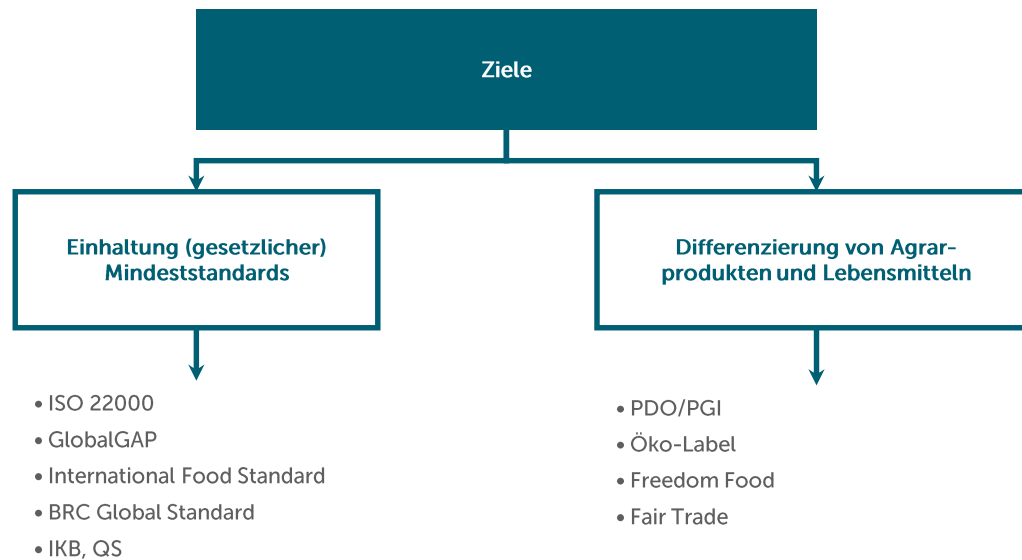 Ziele
Einhaltung (gesetzlicher)
Mindeststandards
Differenzierung von Agrar-
produkten und Lebensmitteln
• ISO 22000
• GlobalGAP
• International Food Standard
• BRC Global Standard
• IKB, QS
• PDO/PGI
• Öko-Label
• Freedom Food
• Fair Trade